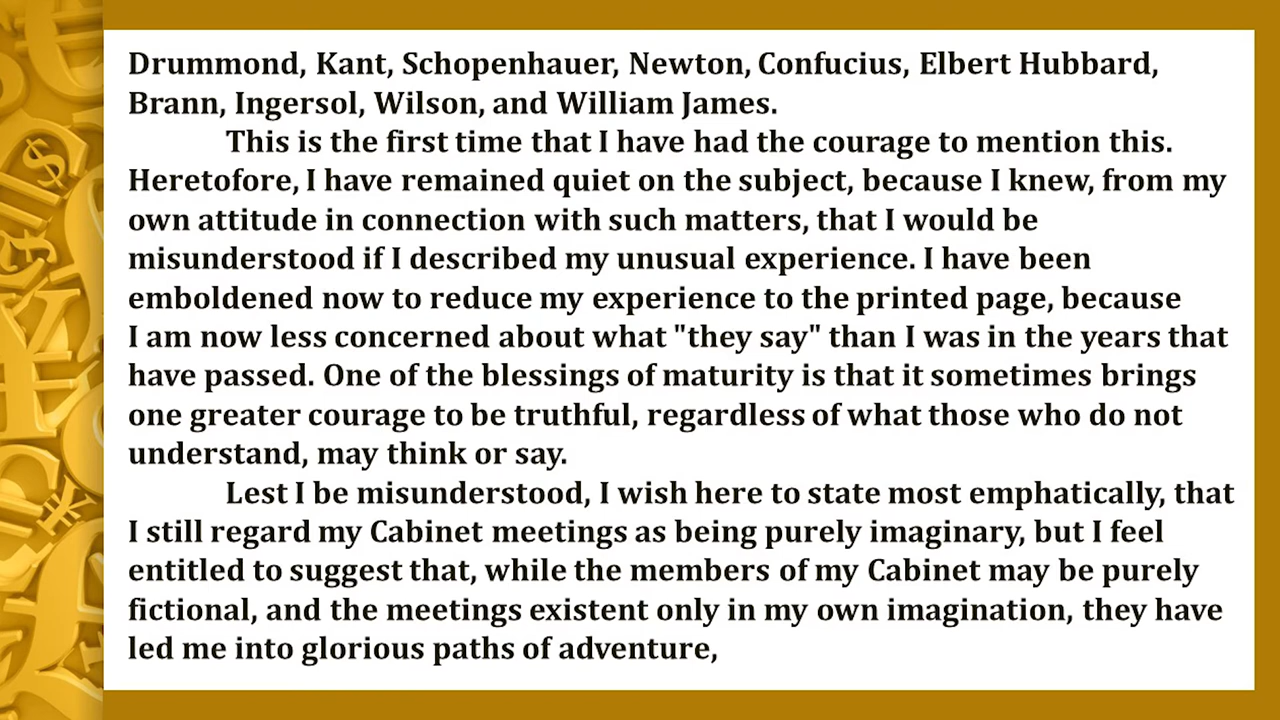 Drummond, Kant, Schopenhauer, Newton, Confucius, Elbert Hubbard,
Brann, Ingersol, Wilson, and William James.
This is the first time that I have had the courage to mention this.
Heretofore, I have remained quiet on the subject, because I knew, from my
own attitude in connection with such matters, that I would be
misunderstood if I described my unusual experience. I have been
emboldened now to reduce my experience to the printed page, because
I am now less concerned about what "they say" than I was in the years that
have passed. One of the blessings of maturity is that it sometimes brings
one greater courage to be truthful, regardless of what those who do not
understand, may think or say.
Lest I be misunderstood, I wish here to state most emphatically, that
I still regard my Cabinet meetings as being purely imaginary, but I feel
entitled to suggest that, while the members of my Cabinet may be purely
fictional, and the meetings existent only in my own imagination, they have
led me into glorious paths of adventure,